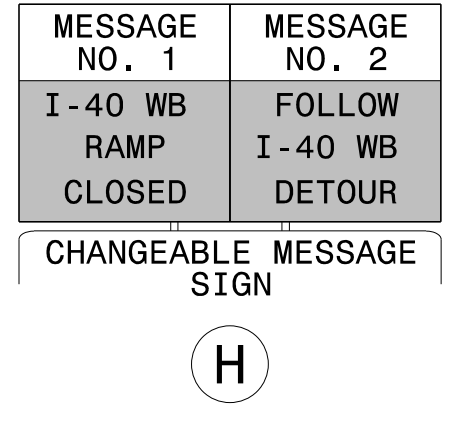 MESSAGE
NO. 1
MESSAGE
NO. 2
I-40 WB
RAMP
CLOSED
FOLLOW
I-40 WB
DETOUR
CHANGEABLE MESSAGE
SIGN
H